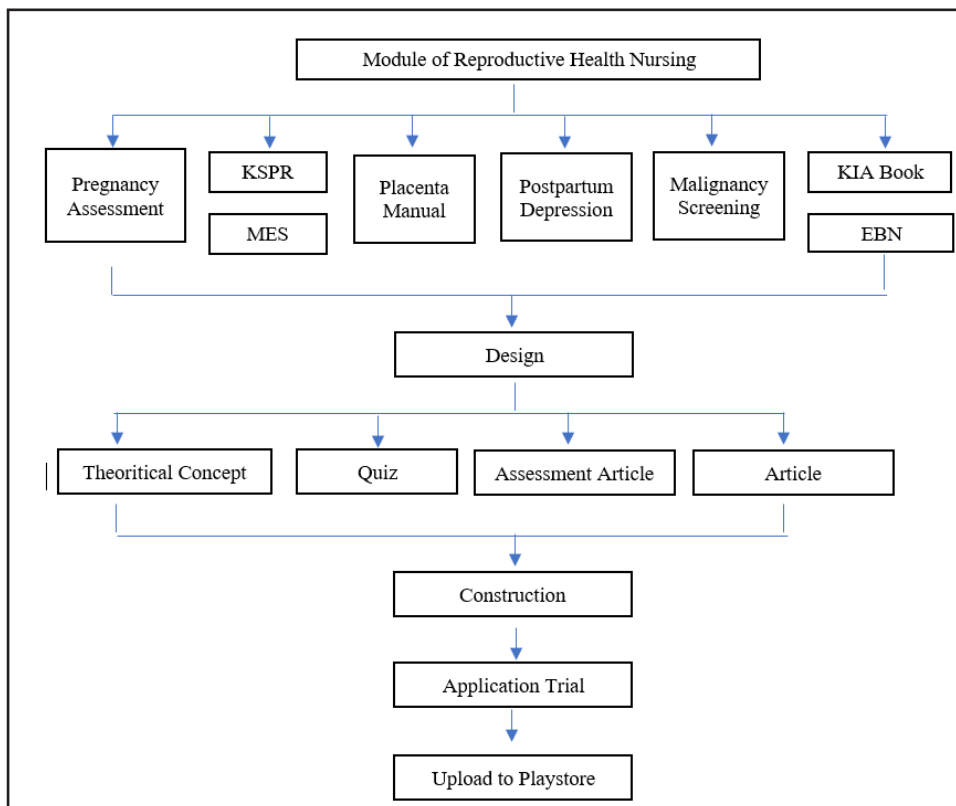 Module of Reproductive Health Nursing
Pregnancy
Assessment
KSPR
MES
Placenta
Manual
Postpartum
Depression
Malignancy
Screening
KIA Book
EBN
Design
Theoritical Concept
Quiz
Assessment Article
Article
Construction
Application Trial
Upload to Playstore